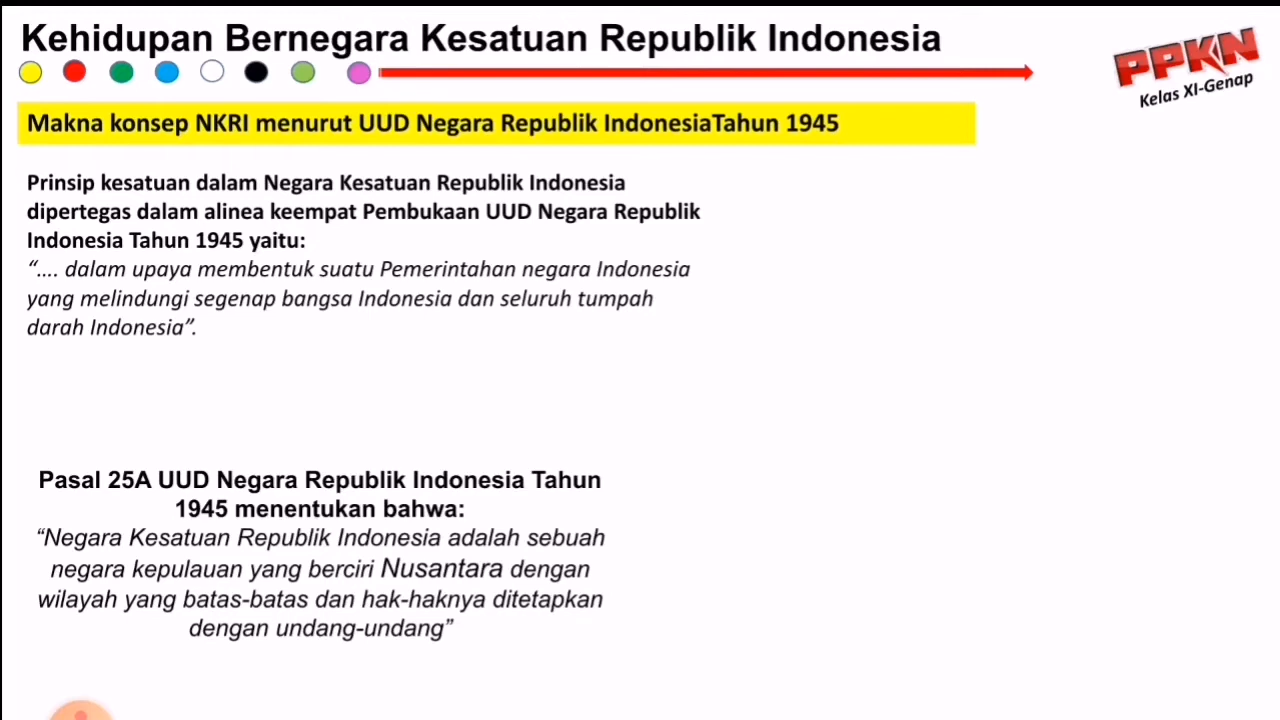 Kehidupan Bernegara Kesatuan Republik Indonesia
PPKN
Kelas XI-Genap
Makna konsep NKRI menurut UUD Negara Republik IndonesiaTahun 1945
Prinsip kesatuan dalam Negara Kesatuan Republik Indonesia
dipertegas dalam alinea keempat Pembukaan UUD Negara Republik
Indonesia Tahun 1945 yaitu:
“.... dalam upaya membentuk suatu Pemerintahan negara Indonesia
yang melindungi segenap bangsa Indonesia dan seluruh tumpah
darah Indonesia”.
Pasal 25A UUD Negara Republik Indonesia Tahun
1945 menentukan bahwa:
“Negara Kesatuan Republik Indonesia adalah sebuah
negara kepulauan yang berciri Nusantara dengan
wilayah yang batas-batas dan hak-haknya ditetapkan
dengan undang-undang”